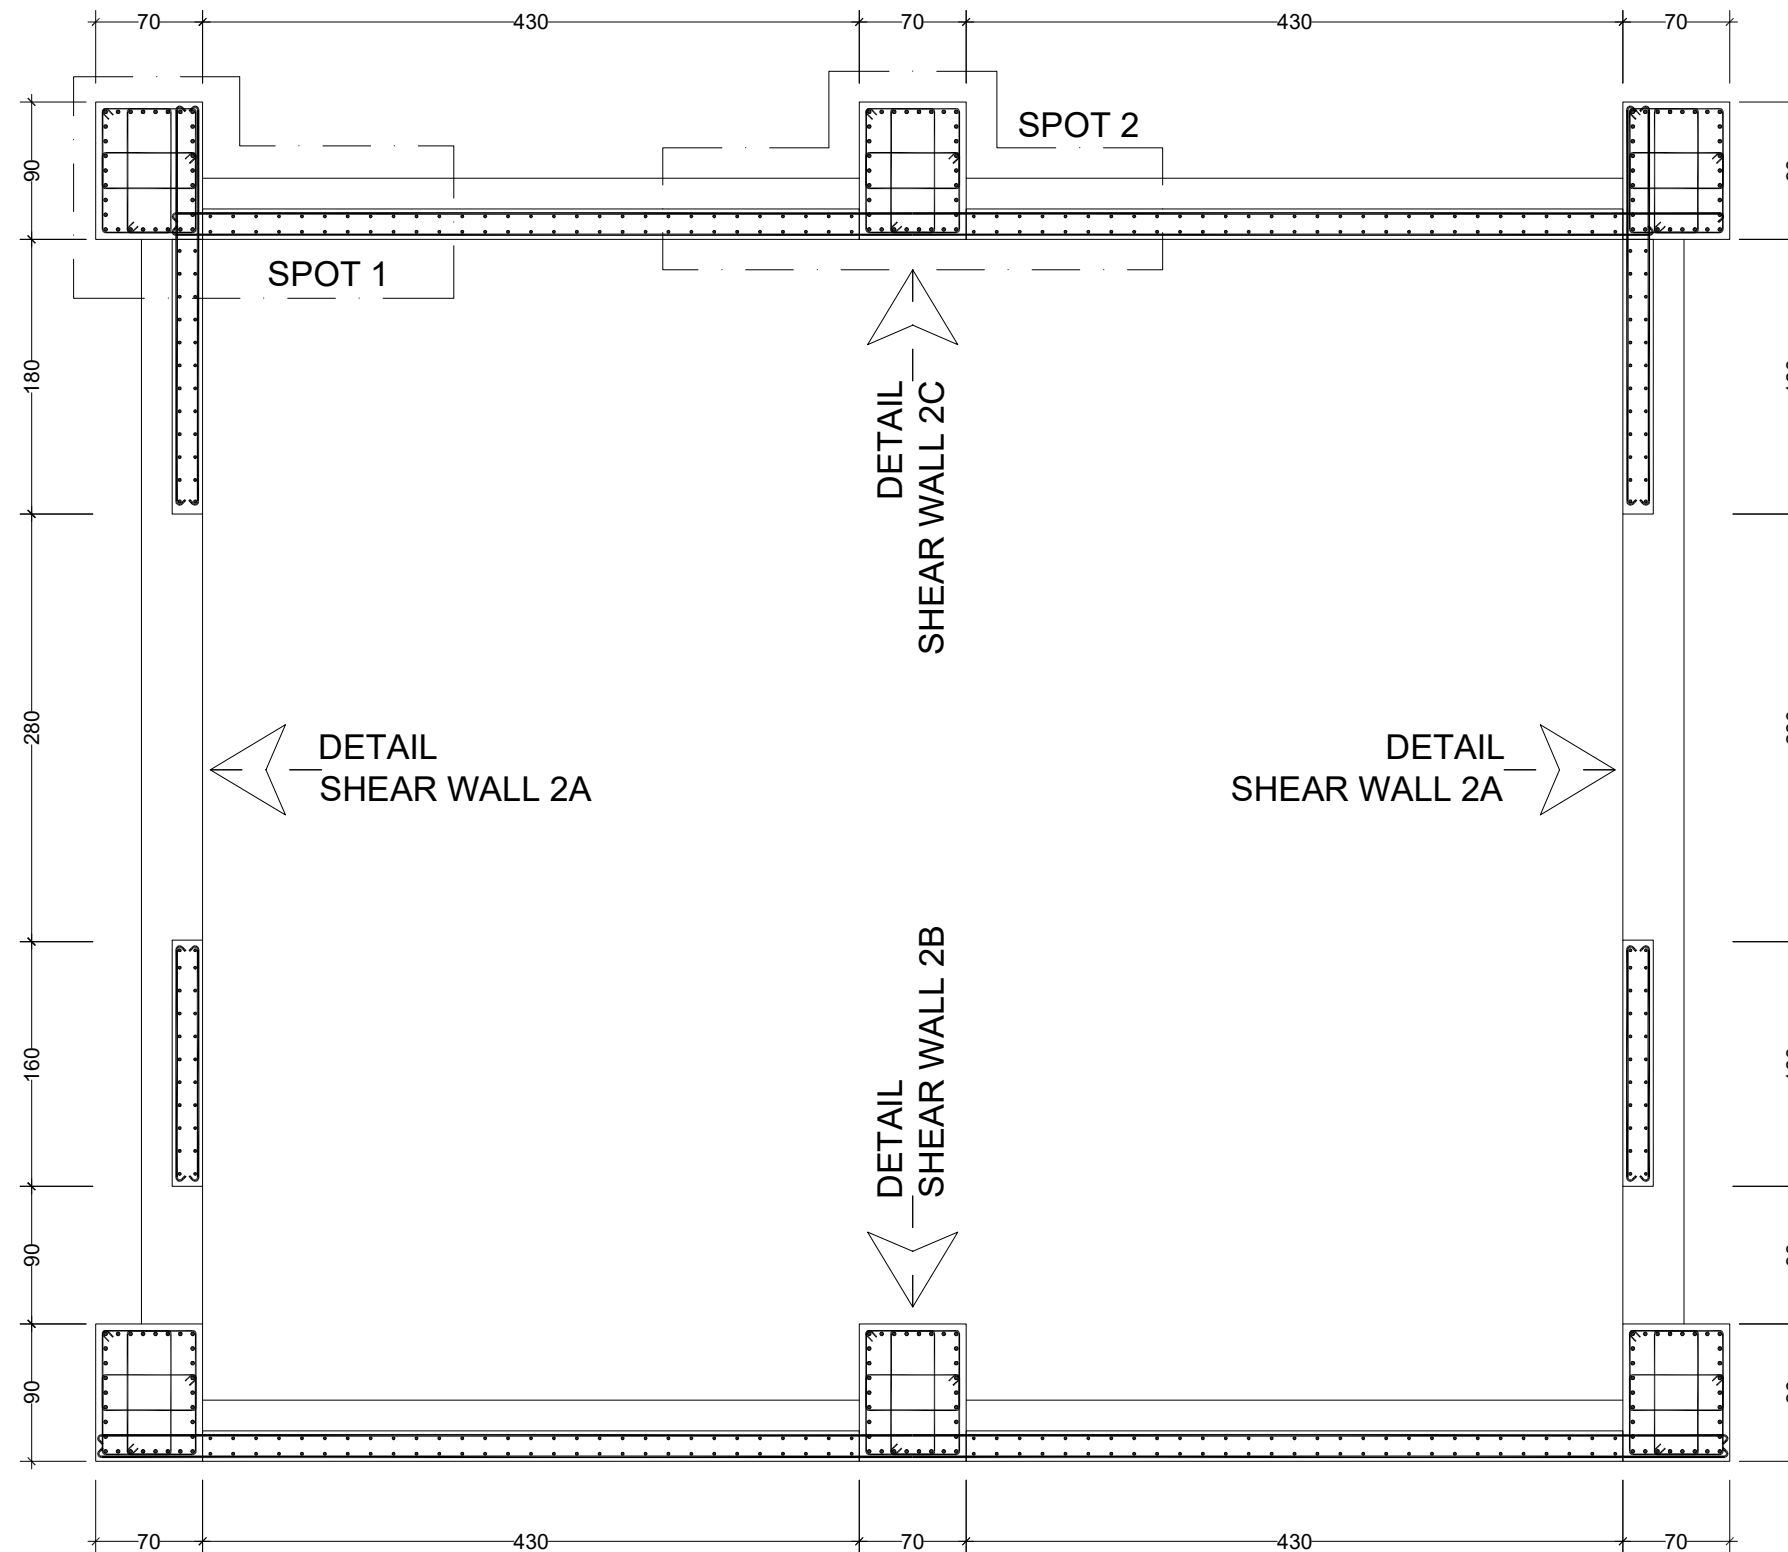 70 430 70 430 70
SPOT 2
90
SPOT 1
180
DETAIL
SHEAR WALL 2C
280
DETAIL
SHEAR WALL 2A
DETAIL
SHEAR WALL 2A
DETAIL
SHEAR WALL 2B
160
90
90
70 430 70 430 70